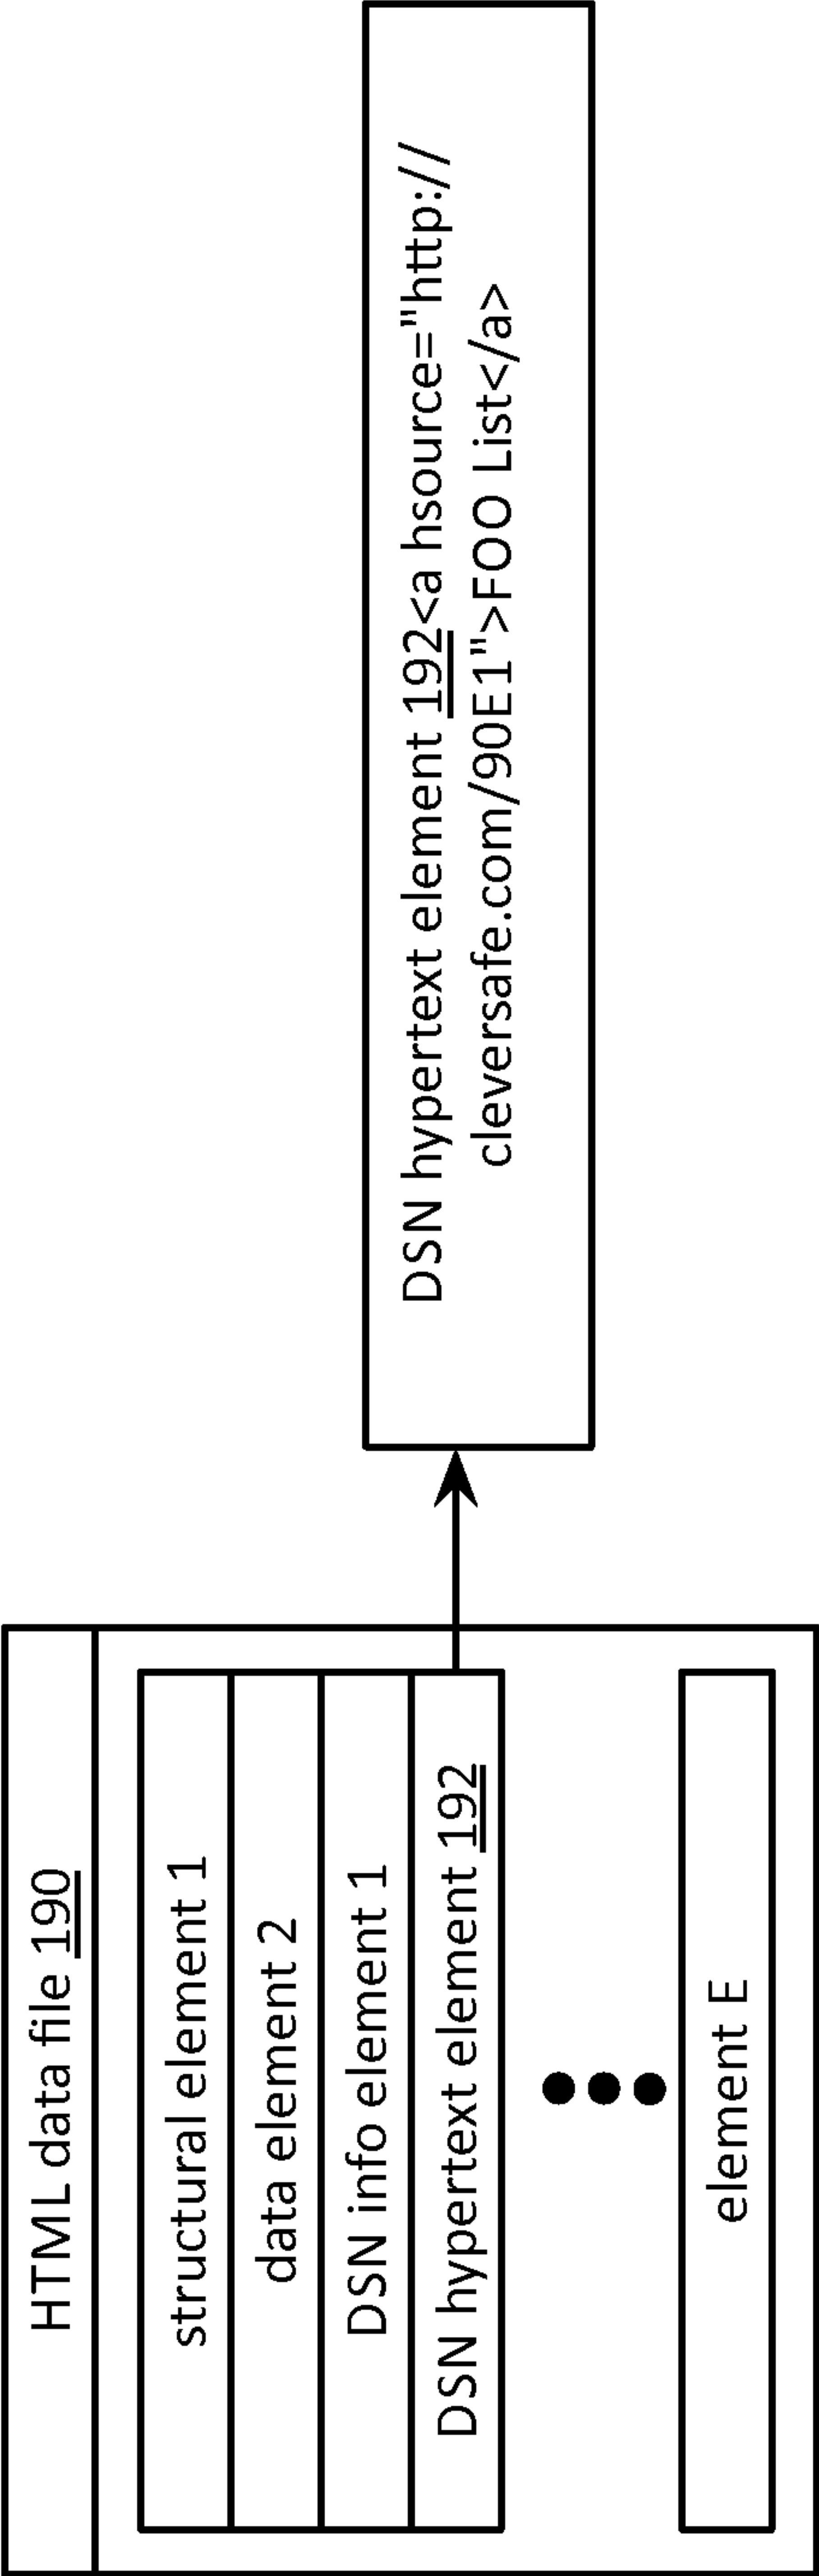 HTML data file 190
structural element 1
data element 2
DSN info element 1
DSN hypertext element 192
element E
DSN hypertext element 192<a hsource="http://
cleversafe.com/90E1">FOO List</a>